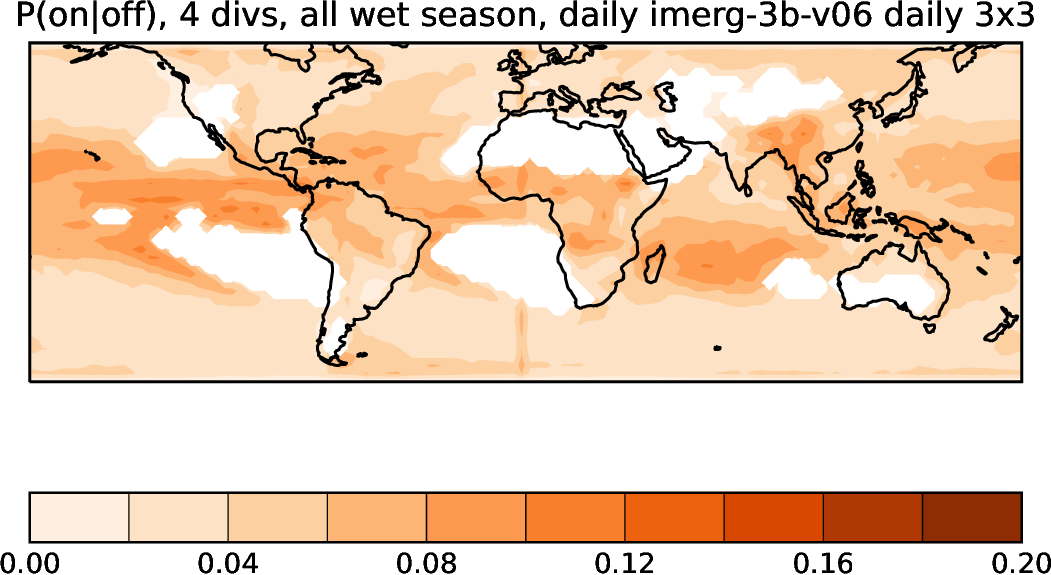 P(on|off), 4 divs, all wet season, daily imerg-3b-v06 daily 3x3
0.00 0.04 0.08 0.12 0.16 0.20